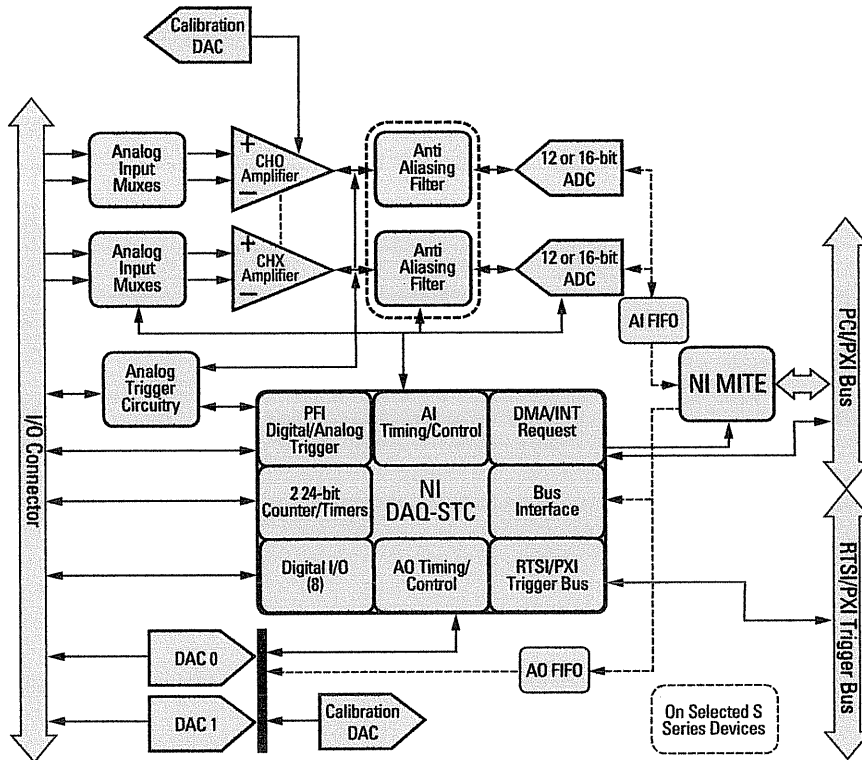 Calibration
DAC
Analog
Input
Muxes
+
CHO
Amplifier
−
Anti
Aliasing
Filter
12 or 16-bit
ADC
Analog
Input
Muxes
+
CHX
Amplifier
−
Anti
Aliasing
Filter
12 or 16-bit
ADC
AI FIFO
NI MITE
PCI/PXI Bus
Analog
Trigger
Circuitry
I/O Connector
PFI
Digital/Analog
Trigger
AI
Timing/Control
DMA/INT
Request
2 24-bit
Counter/Timers
NI
DAQ-STC
Bus
Interface
Digital I/O
(8)
AO Timing/
Control
RTSI/PXI
Trigger Bus
RTSI/PXI Trigger Bus
DAC 0
AO FIFO
DAC 1
Calibration
DAC
On Selected S
Series Devices